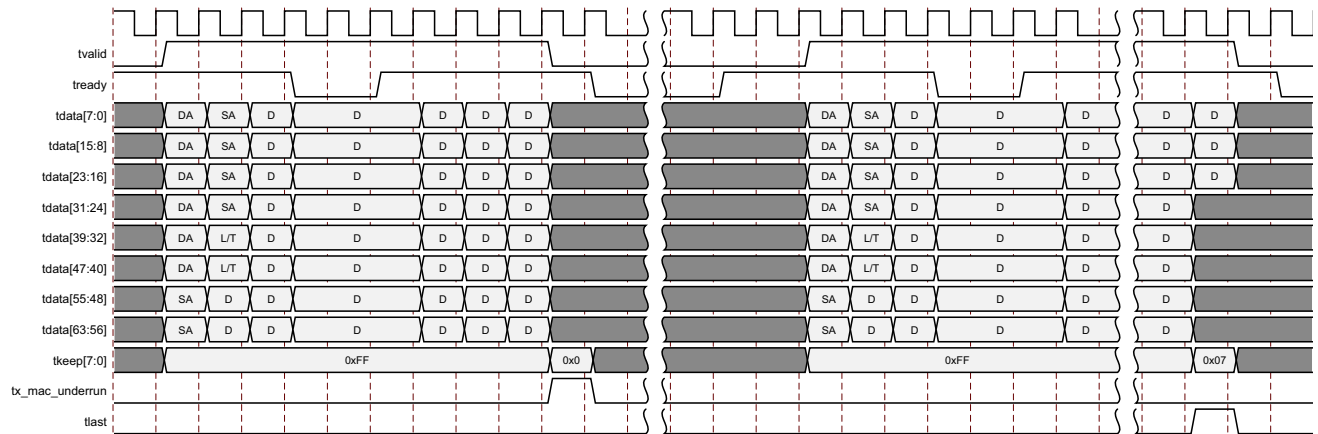 tvalid
tready
tdata[7:0] DA SA D D D D D DA SA D D D D D
tdata[15:8] DA SA D D D D D DA SA D D D D D
tdata[23:16] DA SA D D D D D DA SA D D D D D
tdata[31:24] DA SA D D D D D DA SA D D D D
tdata[39:32] DA L/T D D D D D DA L/T D D D D
tdata[47:40] DA L/T D D D D D DA L/T D D D D
tdata[55:48] SA D D D D D D SA D D D D D
tdata[63:56] SA D D D D D D SA D D D D D
tkeep[7:0] 0xFF 0x0 0xFF 0x07
tx_mac_underrun
tlast